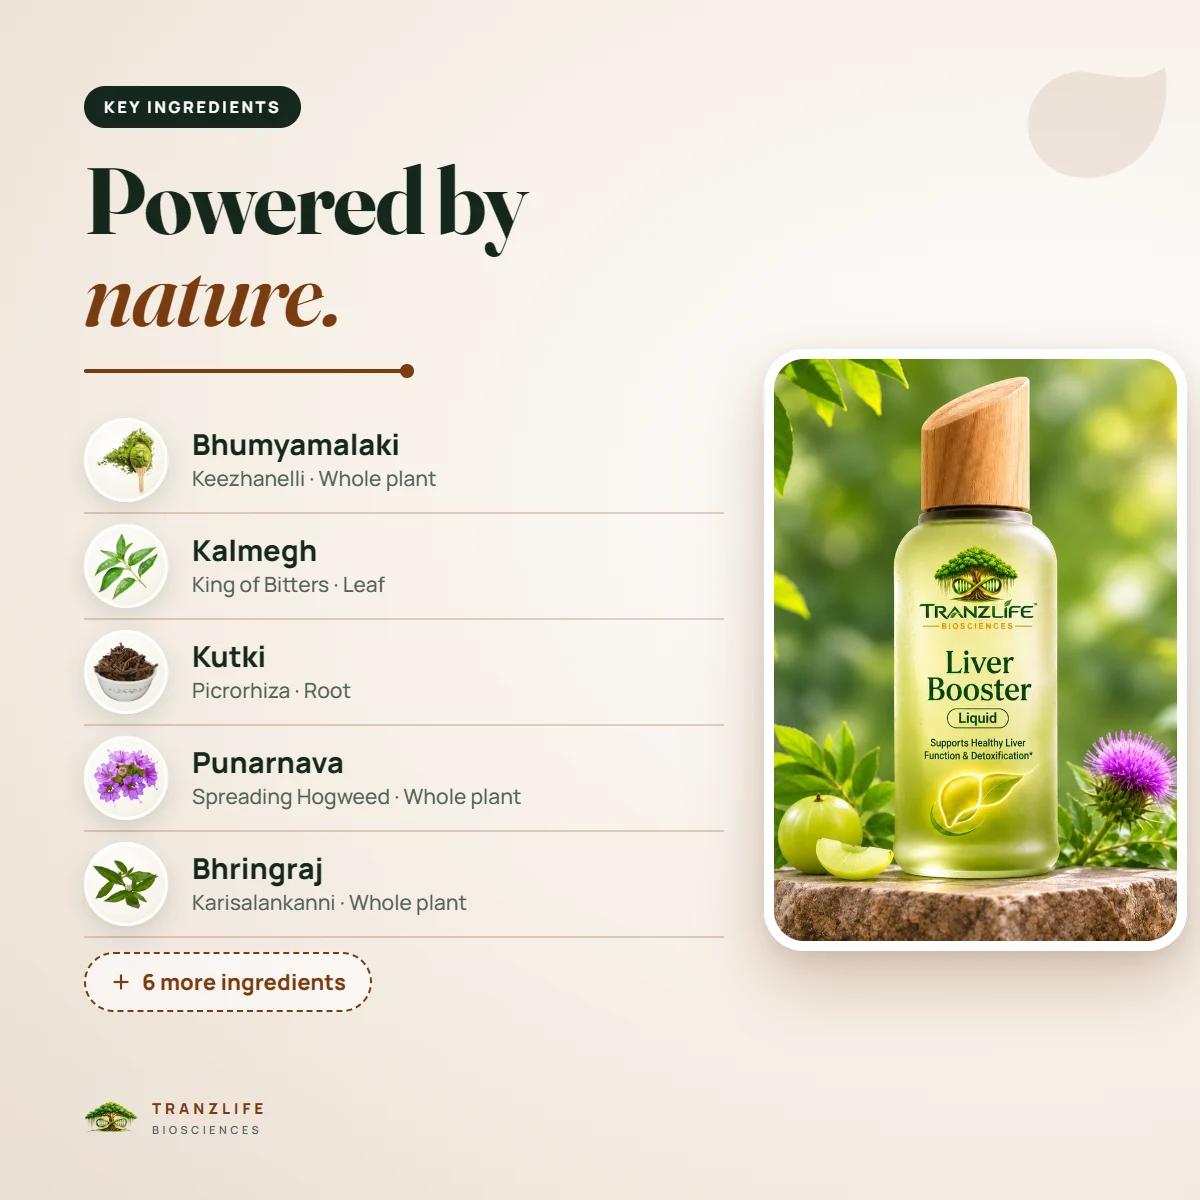 KEY INGREDIENTS
Powered by
nature.
Bhumyamalaki
Keezhanelli · Whole plant
Kalmegh
King of Bitters · Leaf
Kutki
Picrorhiza · Root
Punarnava
Spreading Hogweed · Whole plant
Bhringraj
Karisalankanni · Whole plant
+ 6 more ingredients
TRANZLIFE
BIOSCIENCES
Liver
Booster
Liquid
Supports Healthy Liver
Function & Detoxification*
TRANZLIFE
BIOSCIENCES